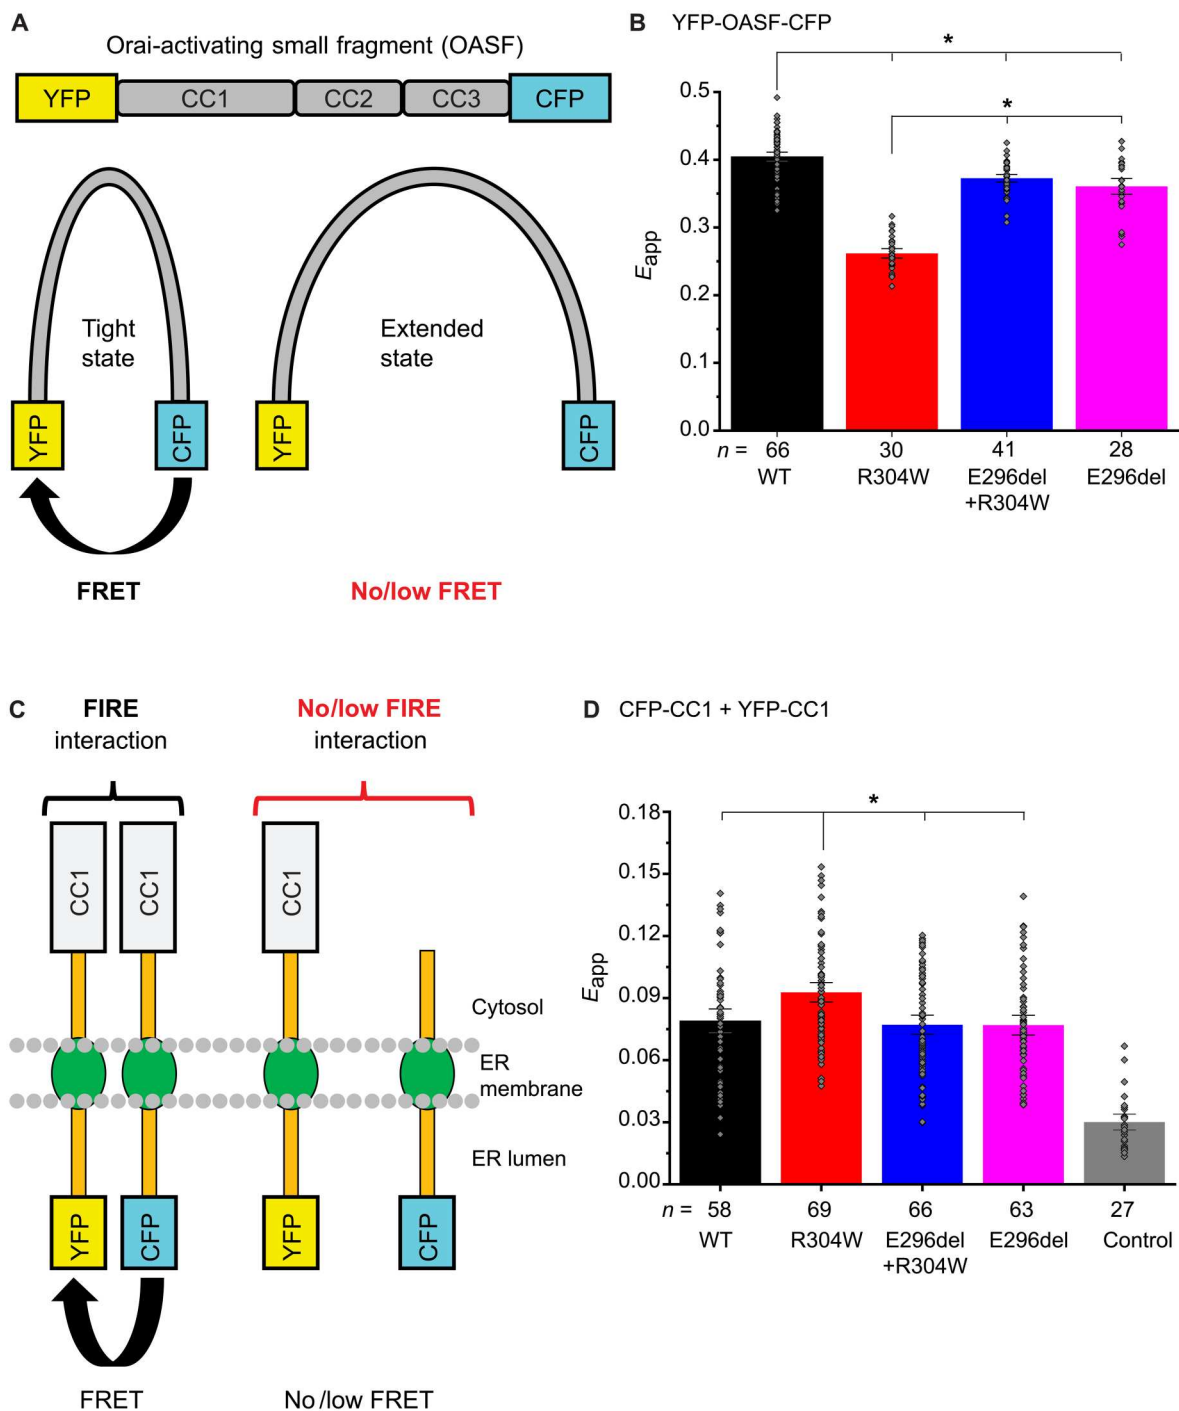 A
Orai-activating small fragment (OASF)
YFP CC1 CC2 CC3 CFP
Tight
state
Extended
state
YFP CFP YFP CFP
FRET No/low FRET
B YFP-OASF-CFP
*
*
0.5
0.4
0.3
0.2
0.1
0.0
Eapp
n = 66 30 41 28
WT R304W E296del E296del
+R304W
C
FIRE No/low FIRE
interaction interaction
CC1 CC1 CC1
Cytosol
ER
membrane
ER lumen
YFP CFP YFP CFP
FRET No/low FRET
D CFP-CC1 + YFP-CC1
*
0.18
0.15
0.12
0.09
0.06
0.03
0.00
Eapp
n = 58 69 66 63 27
WT R304W E296del E296del Control
+R304W